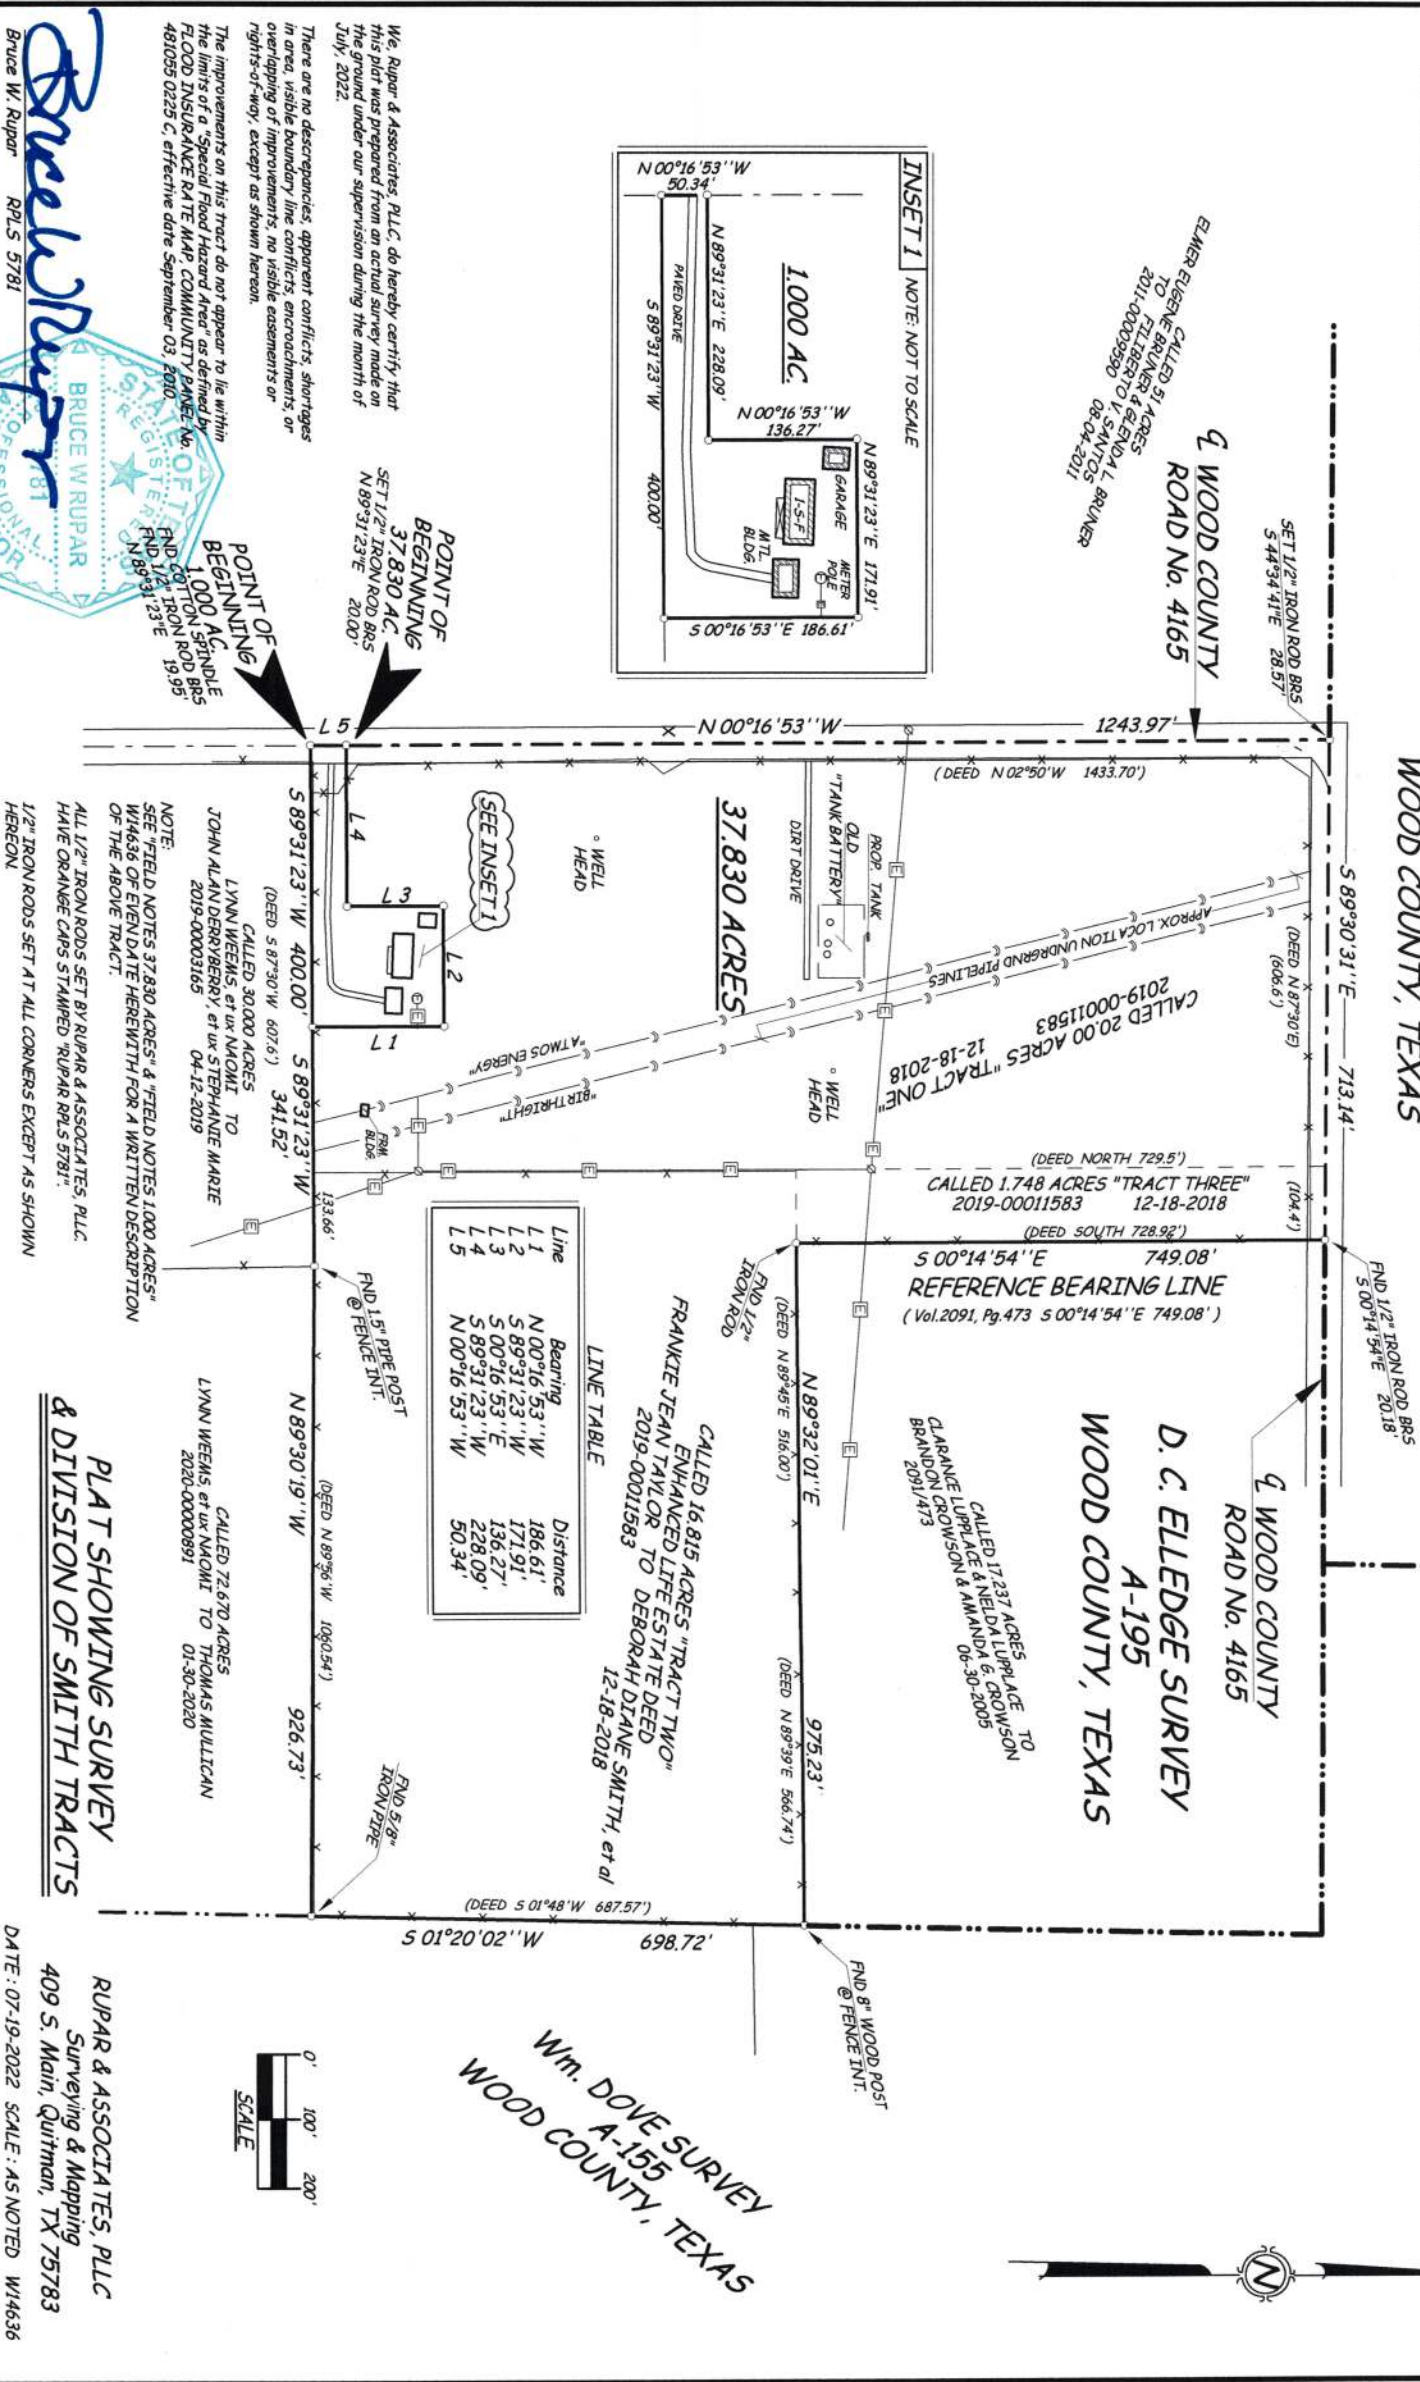 WOOD COUNTY, TEXAS
CALLED 51 ACRES
ELMER EUGENE BRUNER & GLENDA L. BRUNER
TO FILIBERTO V. SANTOS
2011-00009590 08-04-2011
℄ WOOD COUNTY
ROAD No. 4165
SET 1/2" IRON ROD BRS
S 44°34'41"E 28.57'
S 89°30'31"E 713.14'
(DEED N 87°30'E)
(606.6')
(104.4')
FND 1/2" IRON ROD BRS
S 00°14'54"E 20.18'
℄ WOOD COUNTY
ROAD No. 4165
D. C. ELLEDGE SURVEY
A-195
WOOD COUNTY, TEXAS
INSET 1
NOTE: NOT TO SCALE
1.000 AC.
N 00°16'53"W
50.34'
N 89°31'23"E 228.09'
N 00°16'53"W
136.27'
N 89°31'23"E 171.91'
S 00°16'53"E 186.61'
S 89°31'23"W 400.00'
PAVED DRIVE
GARAGE
1-S-F
MTL.
BLDG.
METER
POLE
E
N 00°16'53"W 1243.97'
(DEED N 02°50'W 1433.70')
37.830 ACRES
DIRT DRIVE
OLD
"TANK BATTERY"
PROP. TANK
WELL
HEAD
WELL
HEAD
APPROX. LOCATION UNDRGRND PIPELINES
"ATMOS ENERGY"
"BIRTHRIGHT"
CALLED 20.00 ACRES "TRACT ONE"
2019-00011583 12-18-2018
(DEED NORTH 729.5')
CALLED 1.748 ACRES "TRACT THREE"
2019-00011583 12-18-2018
(DEED SOUTH 728.92')
S 00°14'54"E 749.08'
REFERENCE BEARING LINE
(Vol.2091, Pg.473 S 00°14'54"E 749.08')
CALLED 17.237 ACRES
CLARANCE LUPPLACE & NELDA LUPPLACE TO
BRANDON CROWSON & AMANDA G. CROWSON
2091/473 06-30-2005
FND 1/2"
IRON ROD
N 89°32'01"E 975.23'
(DEED N 89°45'E 516.00')
(DEED N 89°39'E 566.74')
FND 8" WOOD POST
@ FENCE INT.
CALLED 16.815 ACRES "TRACT TWO"
ENHANCED LIFE ESTATE DEED
FRANKIE JEAN TAYLOR TO DEBORAH DIANE SMITH, et al
2019-00011583 12-18-2018
LINE TABLE
Line Bearing Distance
L 1 N 00°16'53"W 186.61'
L 2 S 89°31'23"W 171.91'
L 3 S 00°16'53"E 136.27'
L 4 S 89°31'23"W 228.09'
L 5 N 00°16'53"W 50.34'
SEE INSET 1
L 1
L 2
L 3
L 4
L 5
FRM.
BLDG.
POINT OF
BEGINNING
37.830 AC.
SET 1/2" IRON ROD BRS
N 89°31'23"E 20.00'
POINT OF
BEGINNING
1.000 AC.
FND COTTON SPINDLE
FND 1/2" IRON ROD BRS
N 89°31'23"E 19.95'
S 89°31'23"W 400.00'
S 89°31'23"W
341.52'
(DEED S 87°30'W 607.6')
133.66'
FND 1.5" PIPE POST
@ FENCE INT.
N 89°30'19"W 926.73'
(DEED N 89°56'W 1060.54')
FND 5/8"
IRON PIPE
(DEED S 01°48'W 687.57')
S 01°20'02"W 698.72'
CALLED 30.000 ACRES
LYNN WEEMS, et ux NAOMI TO
JOHN ALAN DERRYBERRY, et ux STEPHANIE MARIE
2019-00003165 04-12-2019
CALLED 72.670 ACRES
LYNN WEEMS, et ux NAOMI TO THOMAS MULLICAN
2020-00000891 01-30-2020
Wm. DOVE SURVEY
A-155
WOOD COUNTY, TEXAS
N
We, Rupar & Associates, PLLC, do hereby certify that
this plat was prepared from an actual survey made on
the ground under our supervision during the month of
July, 2022.
There are no descrepancies, apparent conflicts, shortages
in area, visible boundary line conflicts, encroachments, or
overlapping of improvements, no visible easements or
rights-of-way, except as shown hereon.
The improvements on this tract do not appear to lie within
the limits of a "Special Flood Hazard Area" as defined by
FLOOD INSURANCE RATE MAP, COMMUNITY PANEL No.
481055 0225 C, effective date September 03, 2010.
Bruce W Rupar
Bruce W. Rupar RPLS 5781
STATE OF
REGISTERED
BRUCE W RUPAR
5781
PROFESSIONAL
NOTE:
SEE "FIELD NOTES 37.830 ACRES" & "FIELD NOTES 1.000 ACRES"
W14636 OF EVEN DATE HEREWITH FOR A WRITTEN DESCRIPTION
OF THE ABOVE TRACT.
ALL 1/2" IRON RODS SET BY RUPAR & ASSOCIATES, PLLC.
HAVE ORANGE CAPS STAMPED "RUPAR RPLS 5781".
1/2" IRON RODS SET AT ALL CORNERS EXCEPT AS SHOWN
HEREON.
PLAT SHOWING SURVEY
& DIVISION OF SMITH TRACTS
0' 100' 200'
SCALE
RUPAR & ASSOCIATES, PLLC
Surveying & Mapping
409 S. Main, Quitman, TX 75783
DATE : 07-19-2022 SCALE : AS NOTED W14636